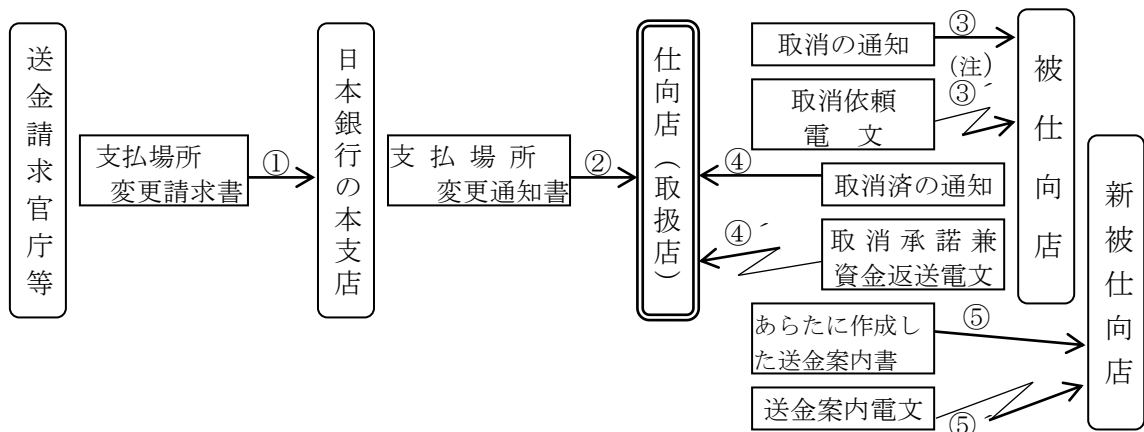 送金請求官庁等
支払場所
変更請求書
①
日本銀行の本支店
支払場所
変更通知書
②
仕向店（取扱店）
取消の通知
③
(注)
取消依頼
電　文
③´
④
取消済の通知
④´
取消承諾兼
資金返送電文
被仕向店
あらたに作成し
た送金案内書
⑤
送金案内電文
⑤´
新被仕向店